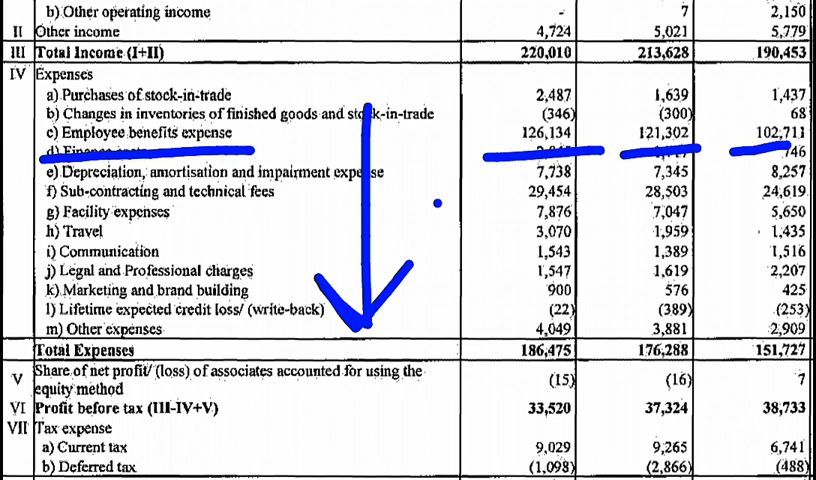 b) Other operating income - 7 2,150
II Other income 4,724 5,021 5,779
III Total Income (I+II) 220,010 213,628 190,453
IV Expenses
a) Purchases of stock-in-trade 2,487 1,639 1,437
b) Changes in inventories of finished goods and stock-in-trade (346) (300) 68
c) Employee benefits expense 126,134 121,302 102,711
d) Finance costs 746
e) Depreciation, amortisation and impairment expense 7,738 7,345 8,257
f) Sub-contracting and technical fees 29,454 28,503 24,619
g) Facility expenses 7,876 7,047 5,650
h) Travel 3,070 1,959 1,435
i) Communication 1,543 1,389 1,516
j) Legal and Professional charges 1,547 1,619 2,207
k) Marketing and brand building 900 576 425
l) Lifetime expected credit loss/ (write-back) (22) (389) (253)
m) Other expenses 4,049 3,881 2,909
Total Expenses 186,475 176,288 151,727
V Share of net profit/ (loss) of associates accounted for using the equity method (15) (16) 7
VI Profit before tax (III-IV+V) 33,520 37,324 38,733
VII Tax expense
a) Current tax 9,029 9,265 6,741
b) Deferred tax (1,098) (2,866) (488)